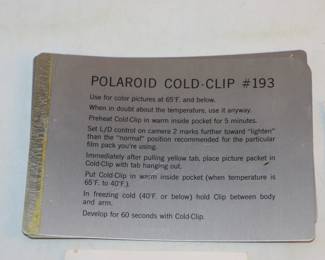 POLAROID COLD-CLIP #193
Use for color pictures at 65°F. and below.
When in doubt about the temperature, use it anyway.
Preheat Cold-Clip in warm inside pocket for 5 minutes.
Set L/D control on camera 2 marks further toward "lighten"
than the "normal" position recommended for the particular
film pack you're using.
Immediately after pulling yellow tab, place picture packet in
Cold-Clip with tab hanging out.
Put Cold-Clip in warm inside pocket (when temperature is
65°F. to 40°F.).
In freezing cold (40°F. or below) hold Clip between body
and arm.
Develop for 60 seconds with Cold-Clip.